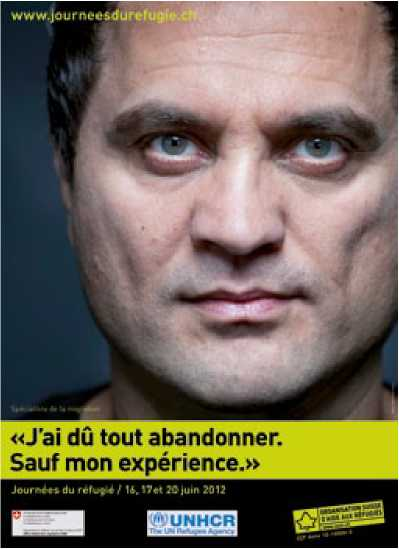 www.journeesdurefugie.ch
Spécialiste de la migration
«J'ai dû tout abandonner.
Sauf mon expérience.»
Journées du réfugié / 16, 17 et 20 juin 2012
UNHCR
The UN Refugee Agency
ORGANISATION SUISSE
D'AIDE AUX RÉFUGIÉS